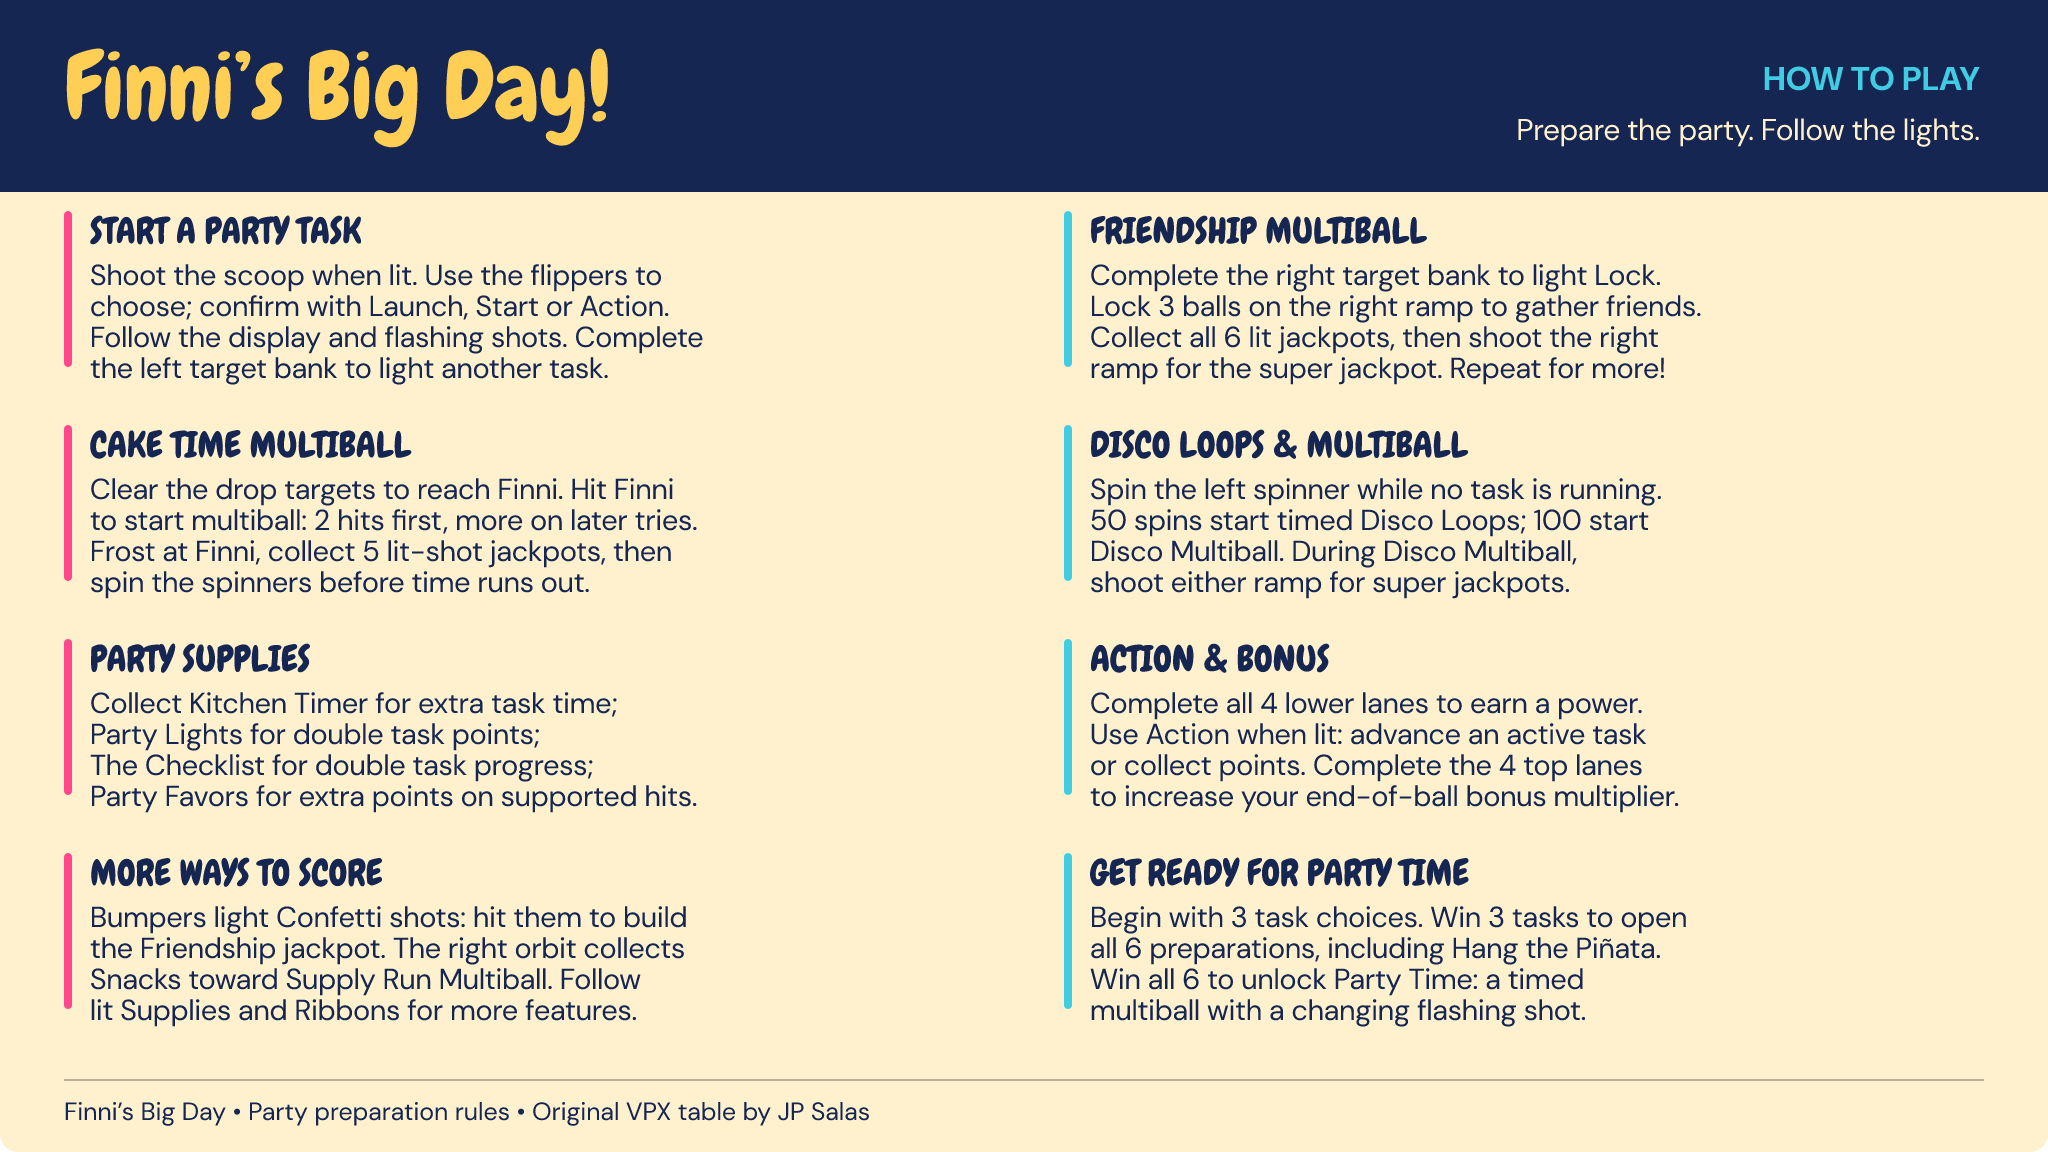 Finni’s Big Day!
HOW TO PLAY
Prepare the party. Follow the lights.
START A PARTY TASK
Shoot the scoop when lit. Use the flippers to
choose; confirm with Launch, Start or Action.
Follow the display and flashing shots. Complete
the left target bank to light another task.
CAKE TIME MULTIBALL
Clear the drop targets to reach Finni. Hit Finni
to start multiball: 2 hits first, more on later tries.
Frost at Finni, collect 5 lit-shot jackpots, then
spin the spinners before time runs out.
PARTY SUPPLIES
Collect Kitchen Timer for extra task time;
Party Lights for double task points;
The Checklist for double task progress;
Party Favors for extra points on supported hits.
MORE WAYS TO SCORE
Bumpers light Confetti shots: hit them to build
the Friendship jackpot. The right orbit collects
Snacks toward Supply Run Multiball. Follow
lit Supplies and Ribbons for more features.
FRIENDSHIP MULTIBALL
Complete the right target bank to light Lock.
Lock 3 balls on the right ramp to gather friends.
Collect all 6 lit jackpots, then shoot the right
ramp for the super jackpot. Repeat for more!
DISCO LOOPS & MULTIBALL
Spin the left spinner while no task is running.
50 spins start timed Disco Loops; 100 start
Disco Multiball. During Disco Multiball,
shoot either ramp for super jackpots.
ACTION & BONUS
Complete all 4 lower lanes to earn a power.
Use Action when lit: advance an active task
or collect points. Complete the 4 top lanes
to increase your end-of-ball bonus multiplier.
GET READY FOR PARTY TIME
Begin with 3 task choices. Win 3 tasks to open
all 6 preparations, including Hang the Piñata.
Win all 6 to unlock Party Time: a timed
multiball with a changing flashing shot.
Finni’s Big Day • Party preparation rules • Original VPX table by JP Salas